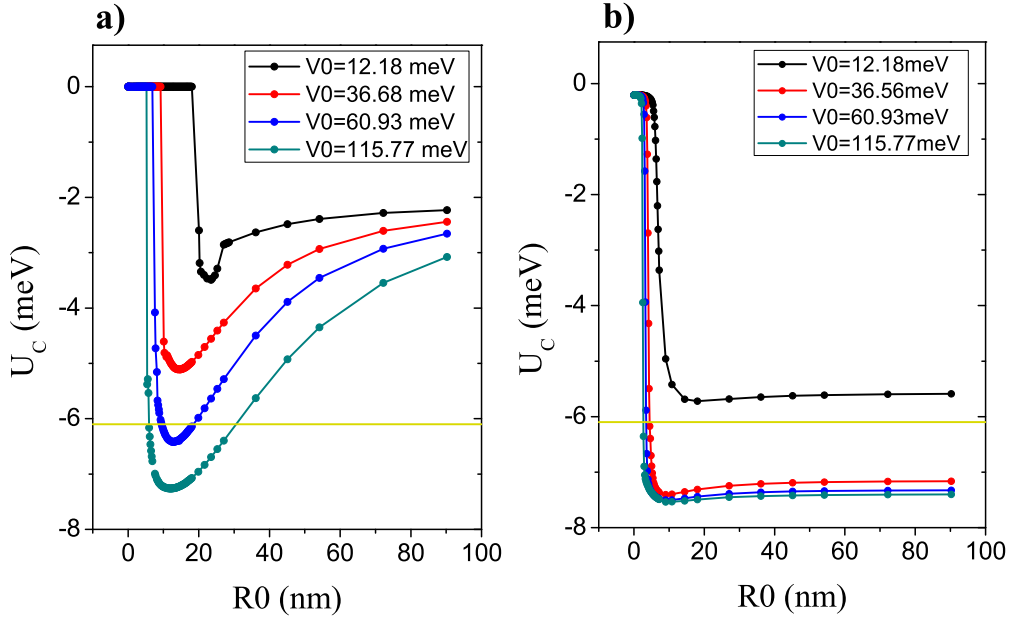 a)
V0=12.18 meV
V0=36.68 meV
V0=60.93 meV
V0=115.77 meV
0
-2
-4
-6
-8
U_C (meV)
0 20 40 60 80 100
R0 (nm)
b)
V0=12.18meV
V0=36.56meV
V0=60.93meV
V0=115.77meV
0
-2
-4
-6
-8
U_C (meV)
0 20 40 60 80 100
R0 (nm)